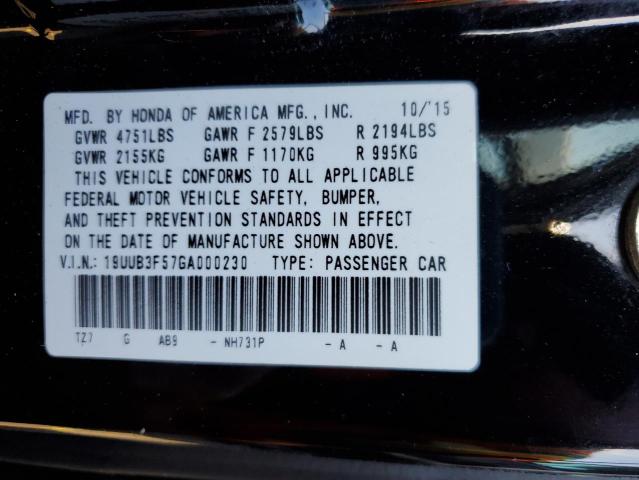 MFD. BY HONDA OF AMERICA MFG., INC. 10/'15
GVWR 4751LBS GAWR F 2579LBS R 2194LBS
GVWR 2155KG GAWR F 1170KG R 995KG
THIS VEHICLE CONFORMS TO ALL APPLICABLE
FEDERAL MOTOR VEHICLE SAFETY, BUMPER,
AND THEFT PREVENTION STANDARDS IN EFFECT
ON THE DATE OF MANUFACTURE SHOWN ABOVE.
V.I.N.: 19UUB3F57GA000230 TYPE: PASSENGER CAR
TZ7 G AB9 - NH731P - A - A